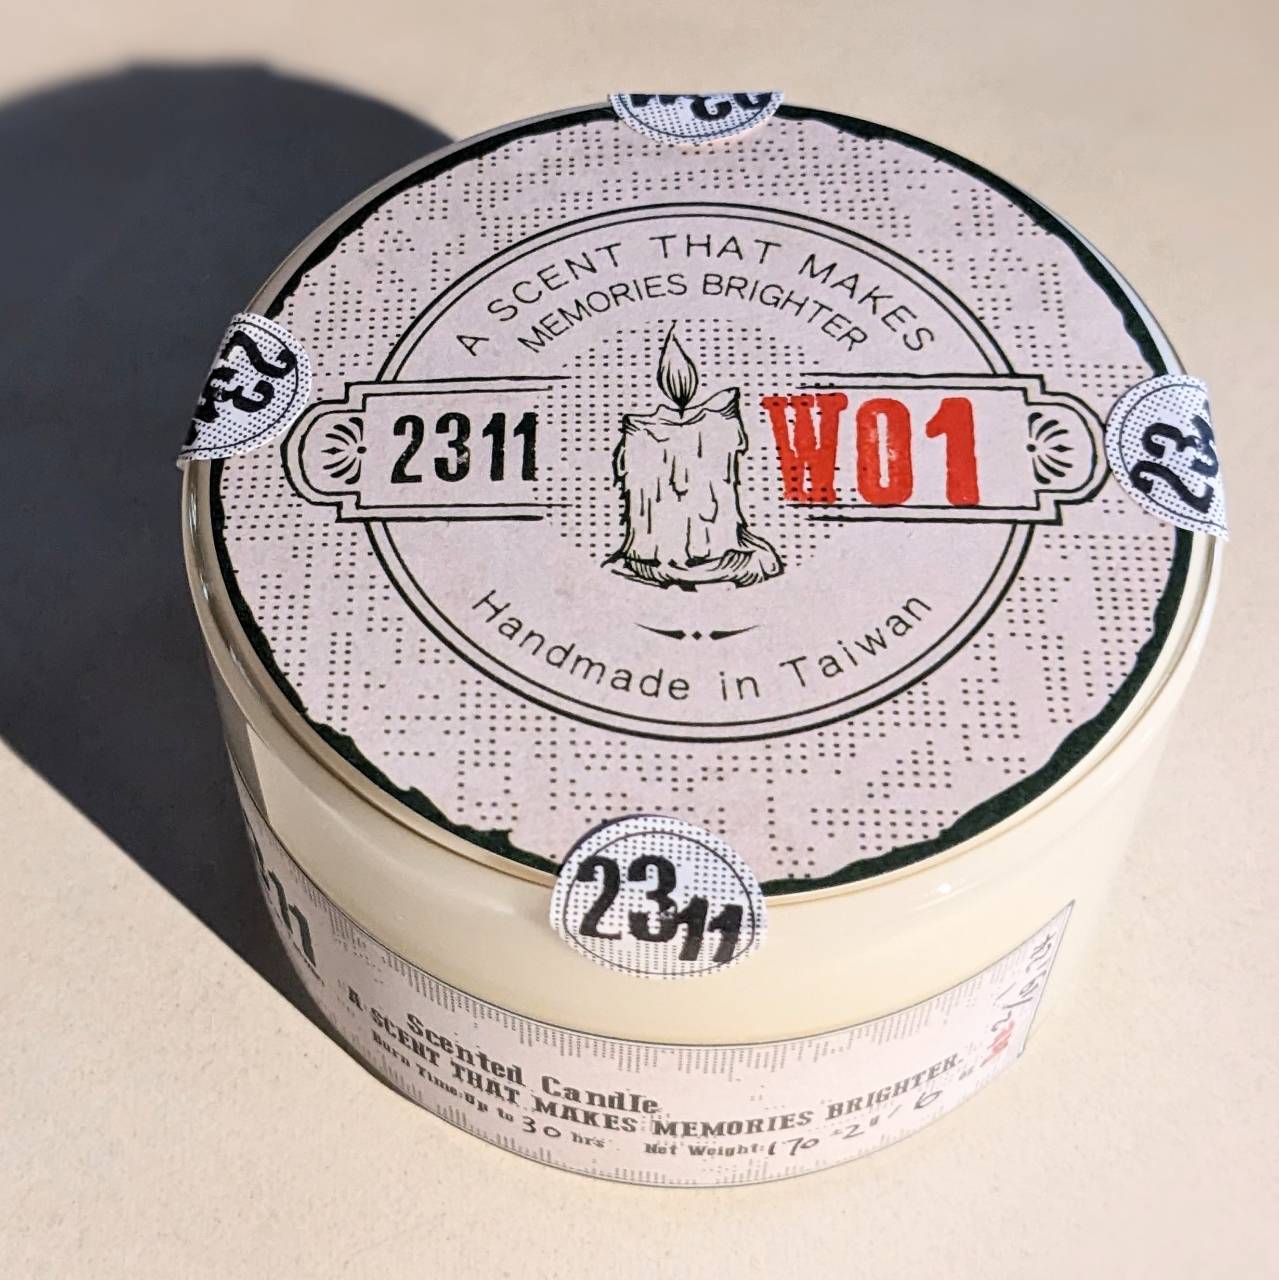 A SCENT THAT MAKES
MEMORIES BRIGHTER
2311 W01
Handmade in Taiwan
23
23
2311
11
Scented Candle
A SCENT THAT MAKES MEMORIES BRIGHTER.
Burn Time:Up to 30 hrs Net Weight:170